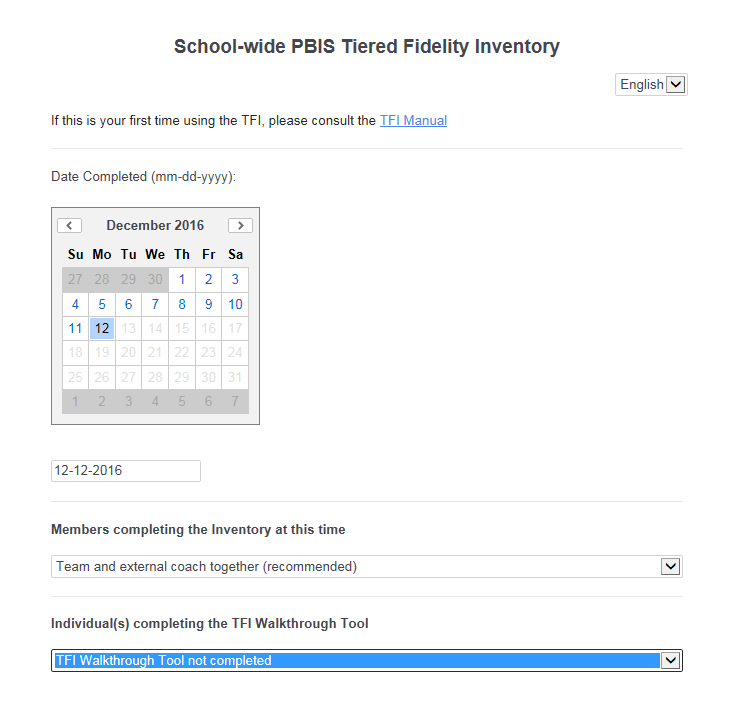 School-wide PBIS Tiered Fidelity Inventory
English
If this is your first time using the TFI, please consult the TFI Manual
Date Completed (mm-dd-yyyy):
December 2016
Su Mo Tu We Th Fr Sa
27 28 29 30 1 2 3
4 5 6 7 8 9 10
11 12 13 14 15 16 17
18 19 20 21 22 23 24
25 26 27 28 29 30 31
1 2 3 4 5 6 7
12-12-2016
Members completing the Inventory at this time
Team and external coach together (recommended)
Individual(s) completing the TFI Walkthrough Tool
TFI Walkthrough Tool not completed